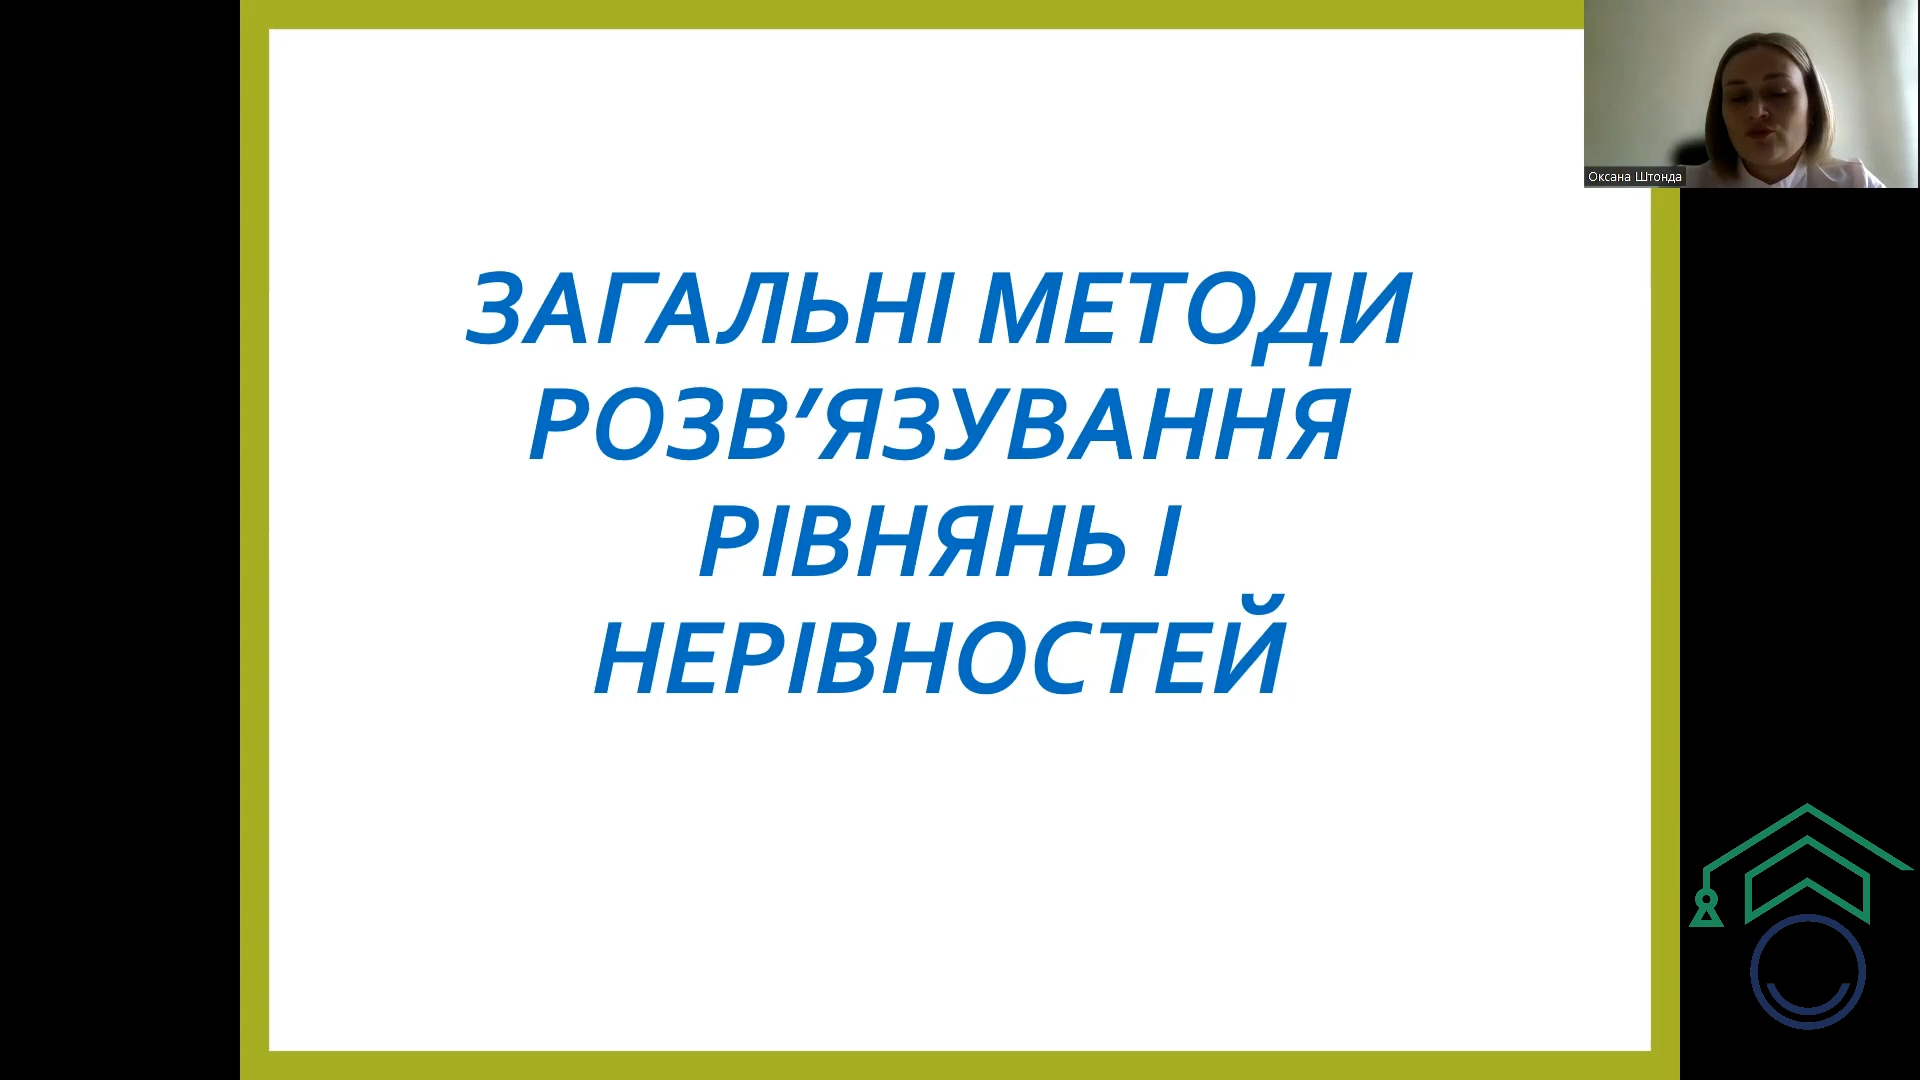 ЗАГАЛЬНІ МЕТОДИ
РОЗВ’ЯЗУВАННЯ
РІВНЯНЬ І
НЕРІВНОСТЕЙ
Оксана Штонда